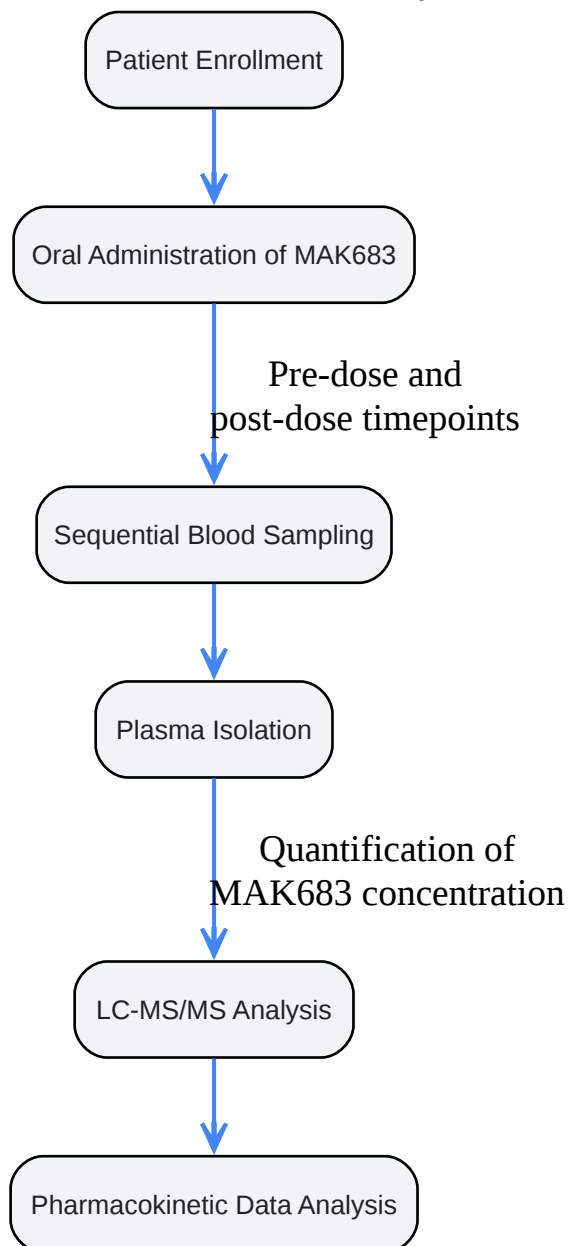 Patient Enrollment
Oral Administration of MAK683
Pre-dose and
post-dose timepoints
Sequential Blood Sampling
Plasma Isolation
Quantification of
MAK683 concentration
LC-MS/MS Analysis
Pharmacokinetic Data Analysis